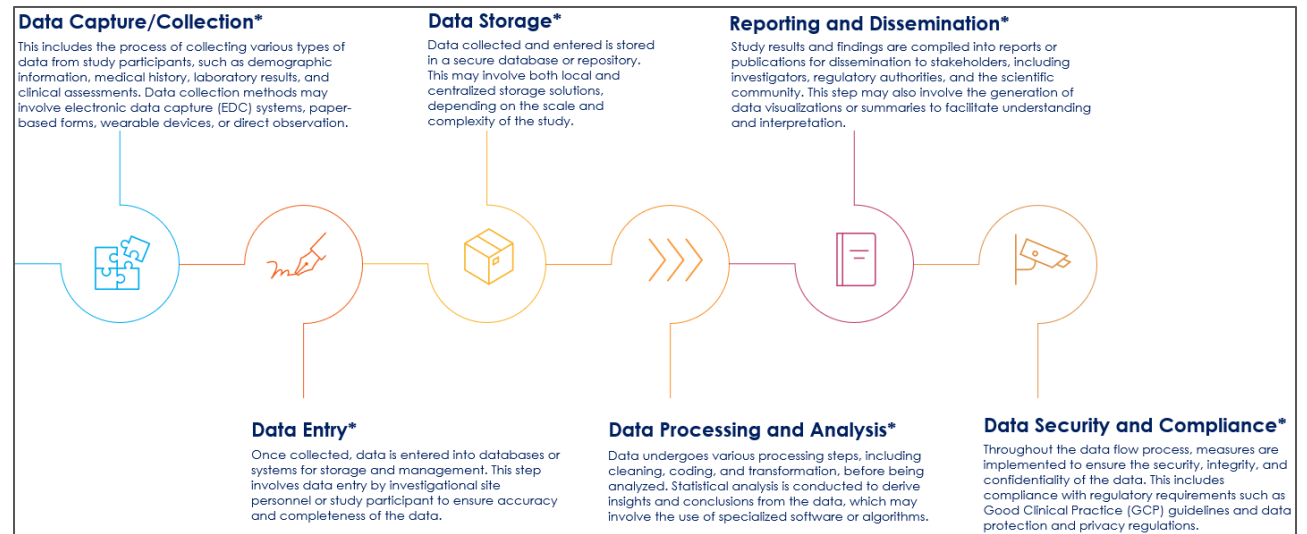 Data Capture/Collection*
This includes the process of collecting various types of
data from study participants, such as demographic
information, medical history, laboratory results, and
clinical assessments. Data collection methods may
involve electronic data capture (EDC) systems, paper-
based forms, wearable devices, or direct observation.
Data Storage*
Data collected and entered is stored
in a secure database or repository.
This may involve both local and
centralized storage solutions,
depending on the scale and
complexity of the study.
Reporting and Dissemination*
Study results and findings are compiled into reports or
publications for dissemination to stakeholders, including
investigators, regulatory authorities, and the scientific
community. This step may also involve the generation of
data visualizations or summaries to facilitate understanding
and interpretation.
Data Entry*
Once collected, data is entered into databases or
systems for storage and management. This step
involves data entry by investigational site
personnel or study participant to ensure accuracy
and completeness of the data.
Data Processing and Analysis*
Data undergoes various processing steps, including
cleaning, coding, and transformation, before being
analyzed. Statistical analysis is conducted to derive
insights and conclusions from the data, which may
involve the use of specialized software or algorithms.
Data Security and Compliance*
Throughout the data flow process, measures are
implemented to ensure the security, integrity, and
confidentiality of the data. This includes
compliance with regulatory requirements such as
Good Clinical Practice (GCP) guidelines and data
protection and privacy regulations.